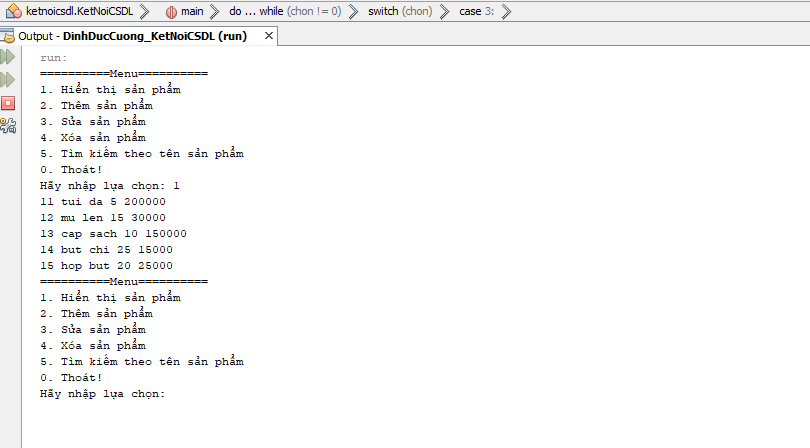 ketnoicsdl.KetNoiCSDL main do ... while (chon != 0) switch (chon) case 3:
Output - DinhDucCuong_KetNoiCSDL (run)
run:
==========Menu==========
1. Hiển thị sản phẩm
2. Thêm sản phẩm
3. Sửa sản phẩm
4. Xóa sản phẩm
5. Tìm kiếm theo tên sản phẩm
0. Thoát!
Hãy nhập lựa chọn: 1
11 tui da 5 200000
12 mu len 15 30000
13 cap sach 10 150000
14 but chi 25 15000
15 hop but 20 25000
==========Menu==========
1. Hiển thị sản phẩm
2. Thêm sản phẩm
3. Sửa sản phẩm
4. Xóa sản phẩm
5. Tìm kiếm theo tên sản phẩm
0. Thoát!
Hãy nhập lựa chọn: